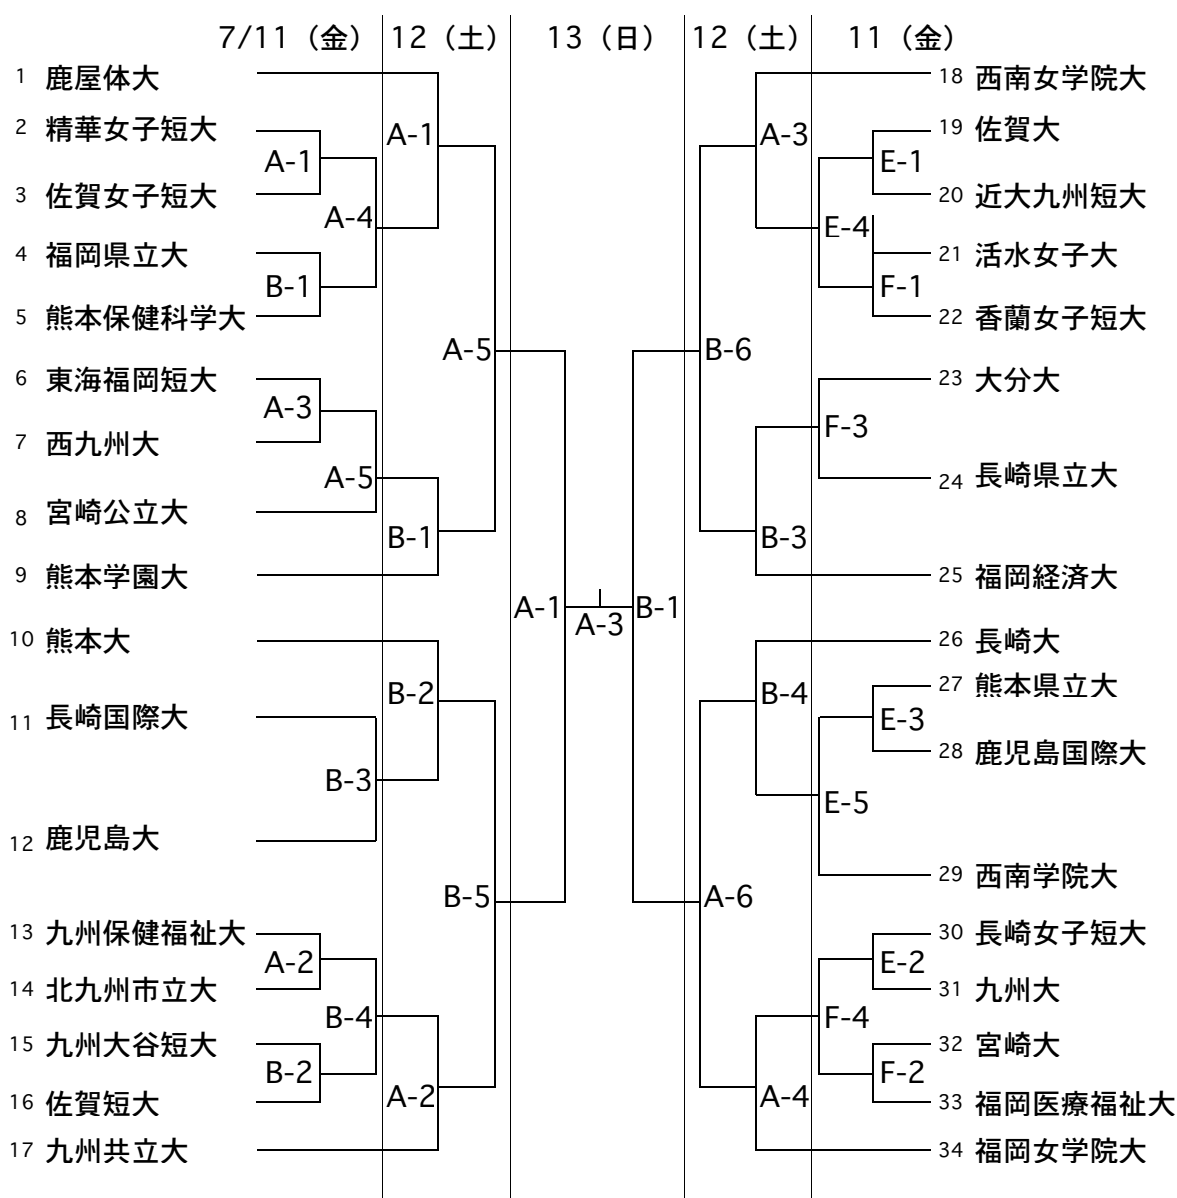 7/11（金） 12（土） 13（日） 12（土） 11（金）
1 鹿屋体大
2 精華女子短大
3 佐賀女子短大
4 福岡県立大
5 熊本保健科学大
6 東海福岡短大
7 西九州大
8 宮崎公立大
9 熊本学園大
10 熊本大
11 長崎国際大
12 鹿児島大
13 九州保健福祉大
14 北九州市立大
15 九州大谷短大
16 佐賀短大
17 九州共立大
A-1
B-1
A-3
A-2
B-2
A-4
A-5
B-3
B-4
A-1
B-1
B-2
A-2
A-5
B-5
A-1
A-3
B-1
B-6
A-6
A-3
B-3
B-4
A-4
E-4
F-3
E-5
F-4
E-1
F-1
E-3
E-2
F-2
18 西南女学院大
19 佐賀大
20 近大九州短大
21 活水女子大
22 香蘭女子短大
23 大分大
24 長崎県立大
25 福岡経済大
26 長崎大
27 熊本県立大
28 鹿児島国際大
29 西南学院大
30 長崎女子短大
31 九州大
32 宮崎大
33 福岡医療福祉大
34 福岡女学院大